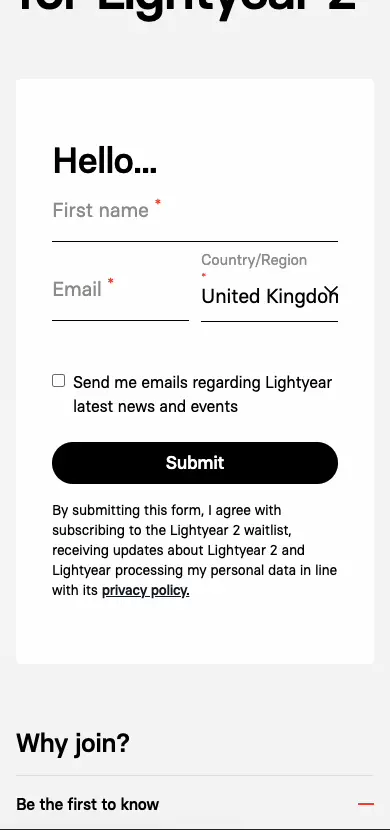 for Lightyear 2
Hello...
First name *
Country/Region
*
Email *
United Kingdom
Send me emails regarding Lightyear
latest news and events
Submit
By submitting this form, I agree with
subscribing to the Lightyear 2 waitlist,
receiving updates about Lightyear 2 and
Lightyear processing my personal data in line
with its privacy policy.
Why join?
Be the first to know